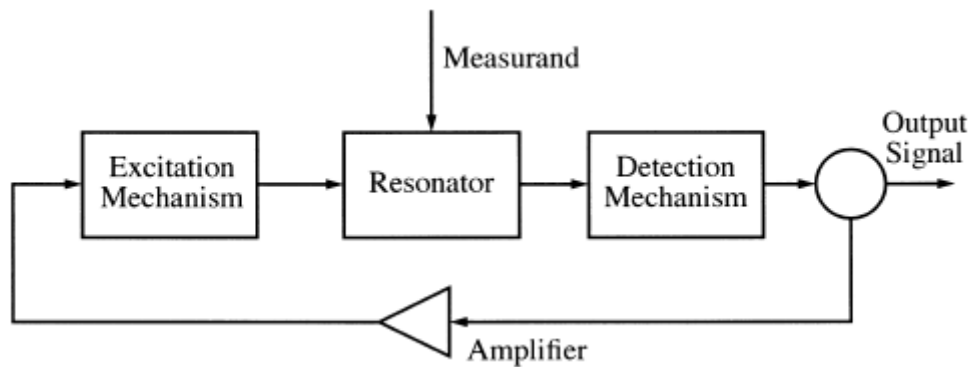 Measurand
Excitation
Mechanism
Resonator
Detection
Mechanism
Output
Signal
Amplifier